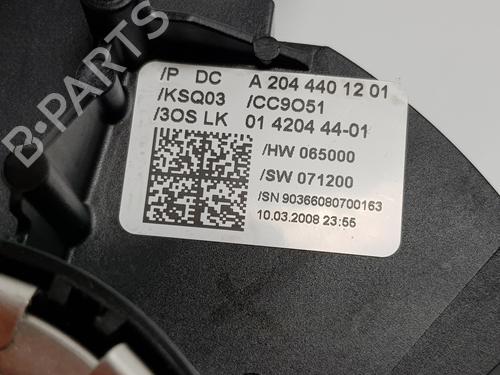 /P DC A 204 440 12 01
/KSQ03 /CC9O51
/3OS LK 01 4204 44-01
/HW 065000
/SW 071200
/SN 90366080700163
10.03.2008 23:55